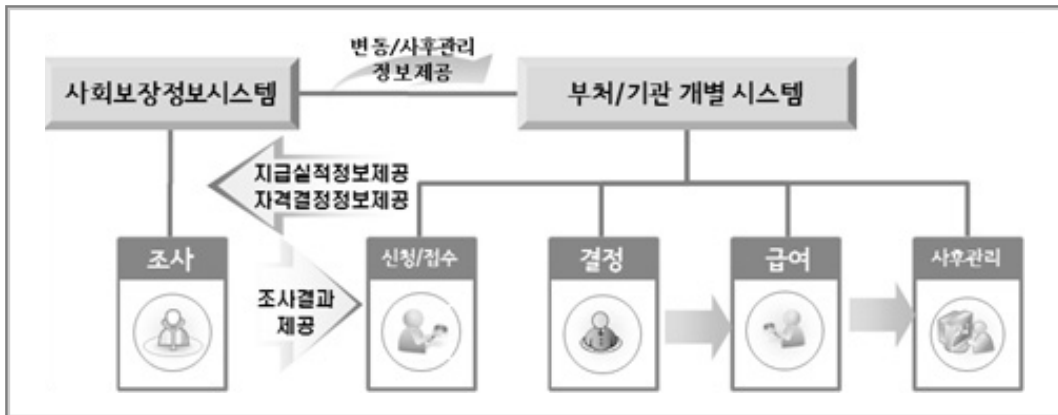 변동/사후관리
정보제공
사회보장정보시스템
부처/기관 개별 시스템
지급실적정보제공
자격결정정보제공
조사
신청/접수
결정
급여
사후관리
조사결과
제공